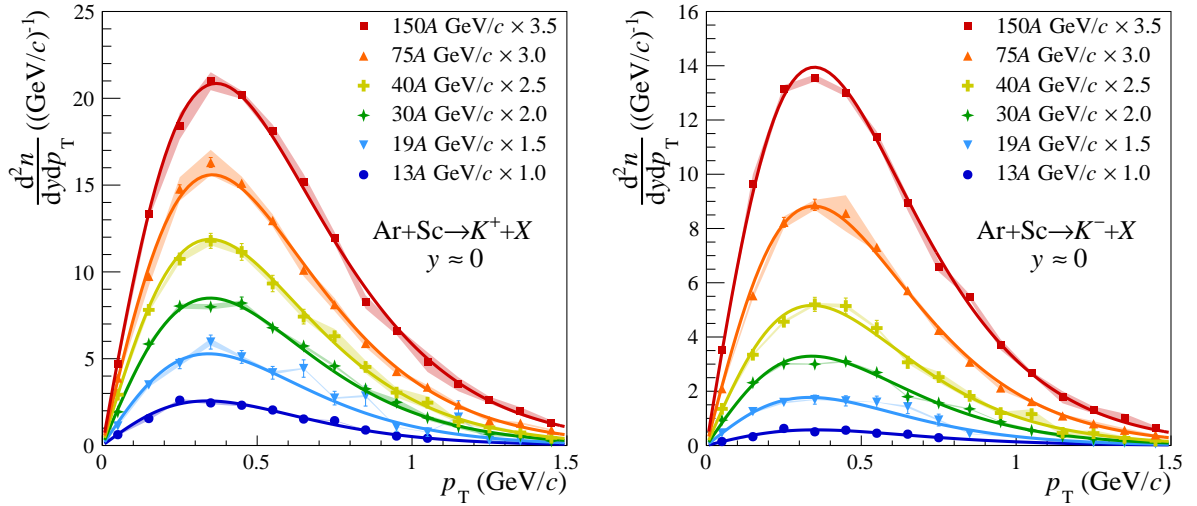 d²n
dydp_T ((GeV/c)⁻¹)
25
20
15
10
5
0
150A GeV/c × 3.5
75A GeV/c × 3.0
40A GeV/c × 2.5
30A GeV/c × 2.0
19A GeV/c × 1.5
13A GeV/c × 1.0
Ar+Sc→K⁺+X
y ≈ 0
0 0.5 1 1.5
p_T (GeV/c)
d²n
dydp_T ((GeV/c)⁻¹)
16
14
12
10
8
6
4
2
0
150A GeV/c × 3.5
75A GeV/c × 3.0
40A GeV/c × 2.5
30A GeV/c × 2.0
19A GeV/c × 1.5
13A GeV/c × 1.0
Ar+Sc→K⁻+X
y ≈ 0
0 0.5 1 1.5
p_T (GeV/c)